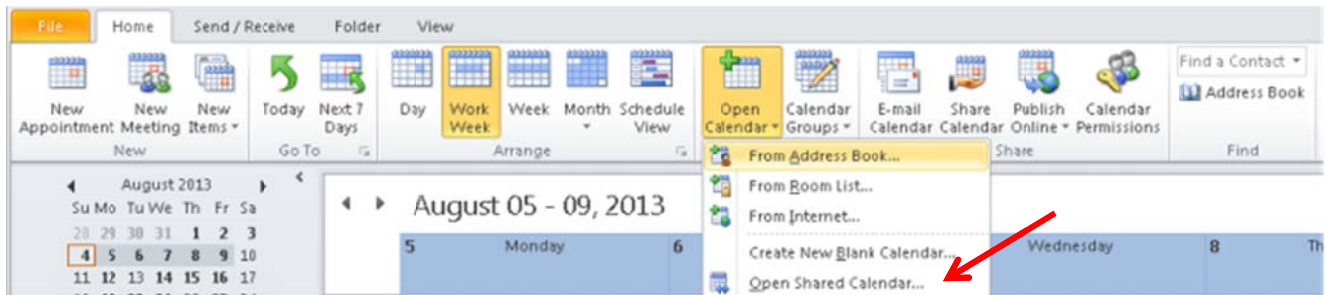 File Home Send / Receive Folder View
New Appointment New Meeting New Items Today Next 7 Days Day Work Week Week Month Schedule View Open Calendar Calendar Groups E-mail Calendar Share Calendar Publish Online Calendar Permissions Find a Contact
Address Book
New Go To Arrange Share Find
From Address Book...
From Room List...
From Internet...
Create New Blank Calendar...
Open Shared Calendar...
August 2013
Su Mo Tu We Th Fr Sa
28 29 30 31 1 2 3
4 5 6 7 8 9 10
11 12 13 14 15 16 17
August 05 - 09, 2013
5 Monday 6 Wednesday 8 Th